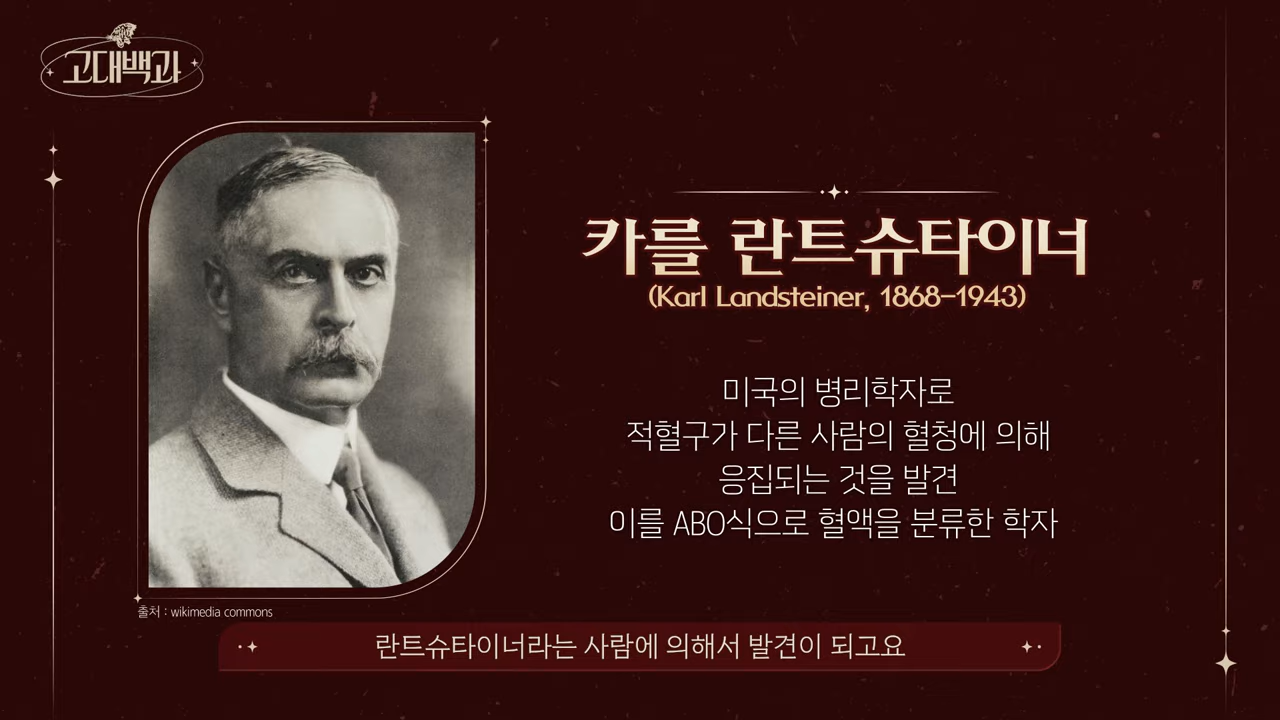 고대백과
카를 란트슈타이너
(Karl Landsteiner, 1868-1943)
미국의 병리학자로
적혈구가 다른 사람의 혈청에 의해
응집되는 것을 발견
이를 ABO식으로 혈액을 분류한 학자
출처 : wikimedia commons
란트슈타이너라는 사람에 의해서 발견이 되고요